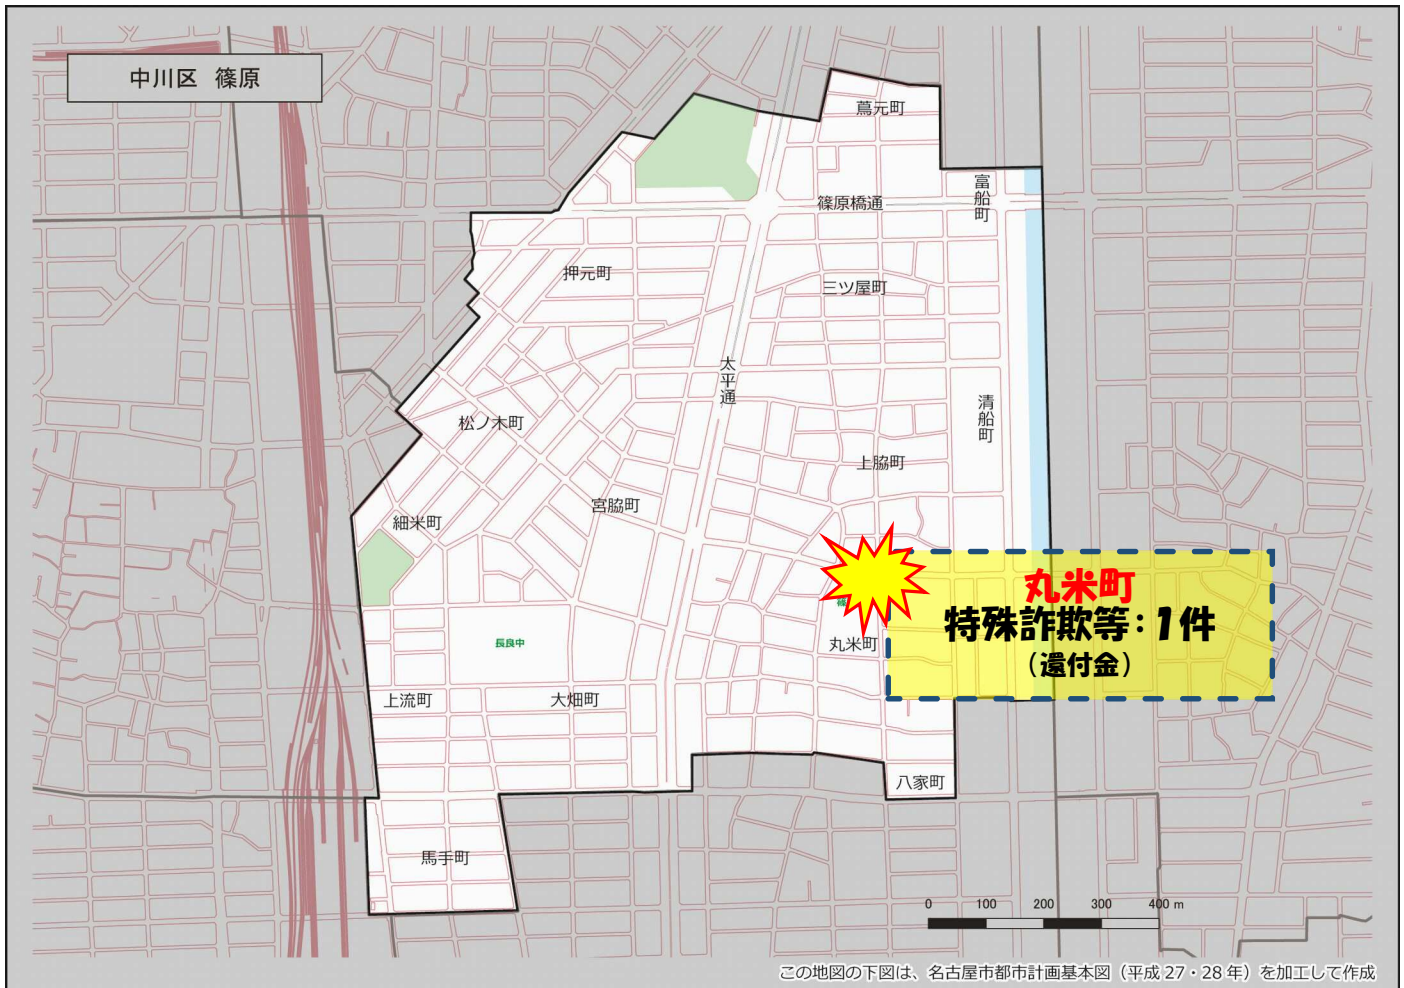 中川区 篠原
蔦元町
富船町
篠原橋通
押元町
三ツ屋町
太平通
清船町
松ノ木町
上脇町
宮脇町
細米町
丸米町
特殊詐欺等:1件
(還付金)
長良中
丸米町
上流町
大畑町
八家町
馬手町
0 100 200 300 400 m
この地図の下図は、名古屋市都市計画基本図(平成 27・28 年)を加工して作成